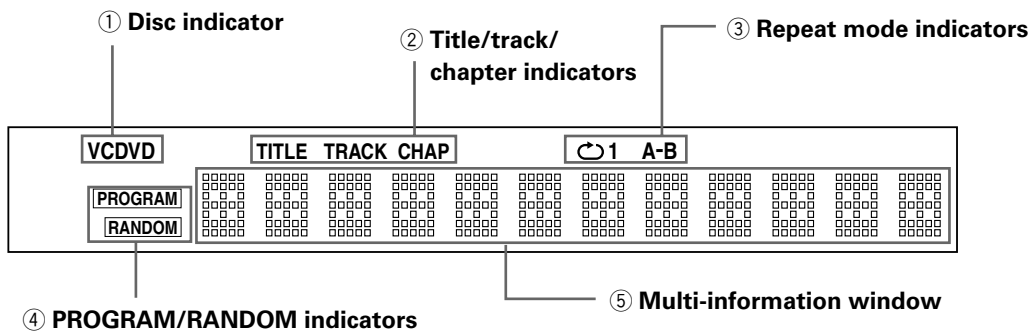 ① Disc indicator
② Title/track/
chapter indicators
③ Repeat mode indicators
VCDVD
TITLE TRACK CHAP
1 A-B
PROGRAM
RANDOM
④ PROGRAM/RANDOM indicators
⑤ Multi-information window